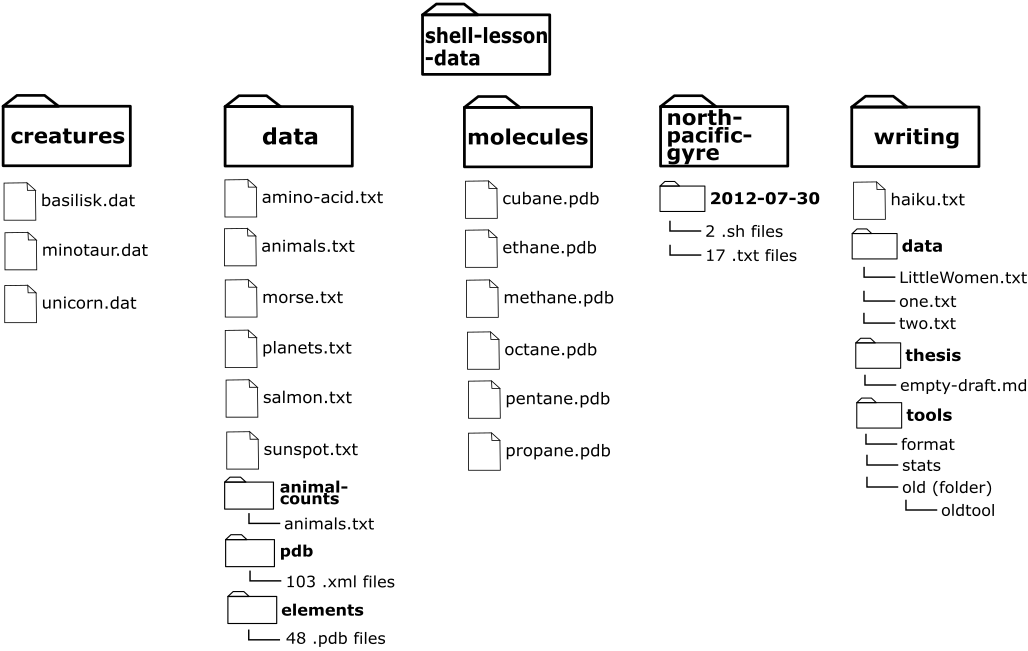 shell-lesson
-data
creatures
basilisk.dat
minotaur.dat
unicorn.dat
data
amino-acid.txt
animals.txt
morse.txt
planets.txt
salmon.txt
sunspot.txt
animal-
counts
animals.txt
pdb
103 .xml files
elements
48 .pdb files
molecules
cubane.pdb
ethane.pdb
methane.pdb
octane.pdb
pentane.pdb
propane.pdb
north-
pacific-
gyre
2012-07-30
2 .sh files
17 .txt files
writing
haiku.txt
data
LittleWomen.txt
one.txt
two.txt
thesis
empty-draft.md
tools
format
stats
old (folder)
oldtool